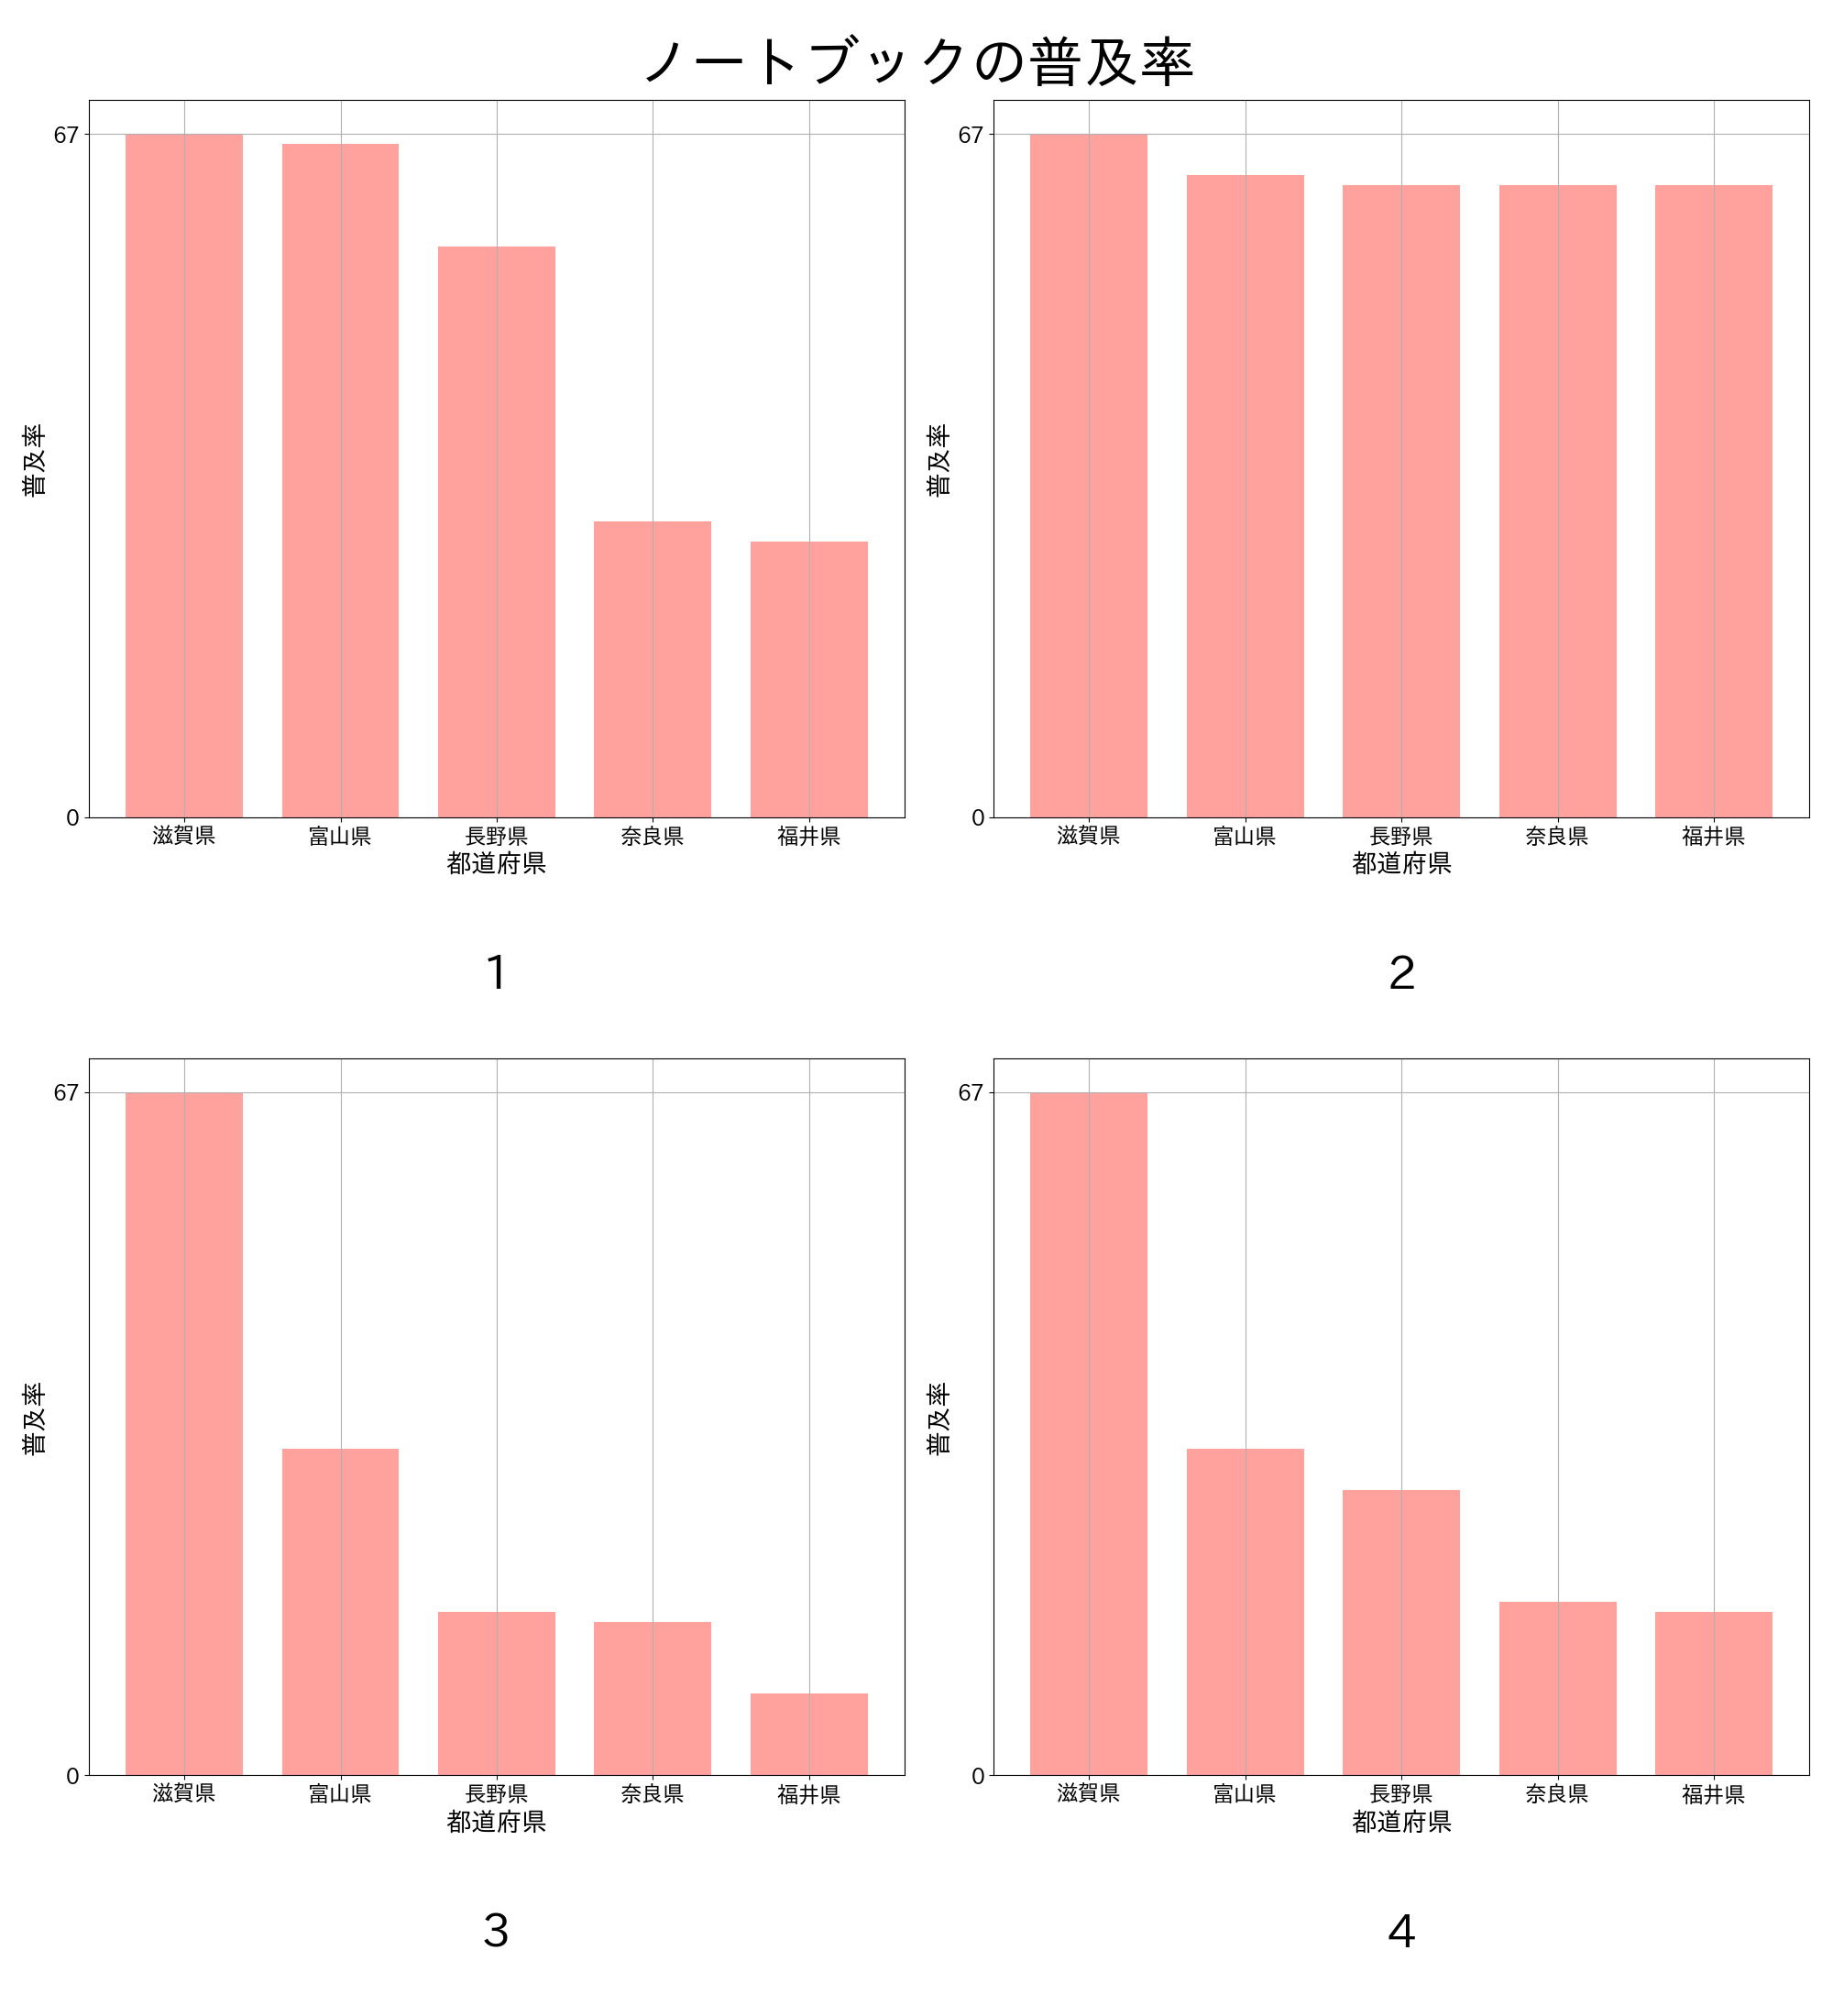 ノートブックの普及率
67
0
普及率
滋賀県 富山県 長野県 奈良県 福井県
都道府県
1
67
0
普及率
滋賀県 富山県 長野県 奈良県 福井県
都道府県
2
67
0
普及率
滋賀県 富山県 長野県 奈良県 福井県
都道府県
3
67
0
普及率
滋賀県 富山県 長野県 奈良県 福井県
都道府県
4